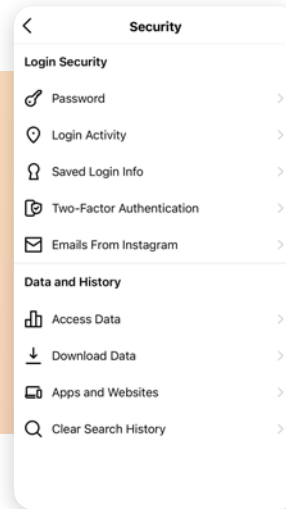 Security
Login Security
Password
Login Activity
Saved Login Info
Two-Factor Authentication
Emails From Instagram
Data and History
Access Data
Download Data
Apps and Websites
Clear Search History